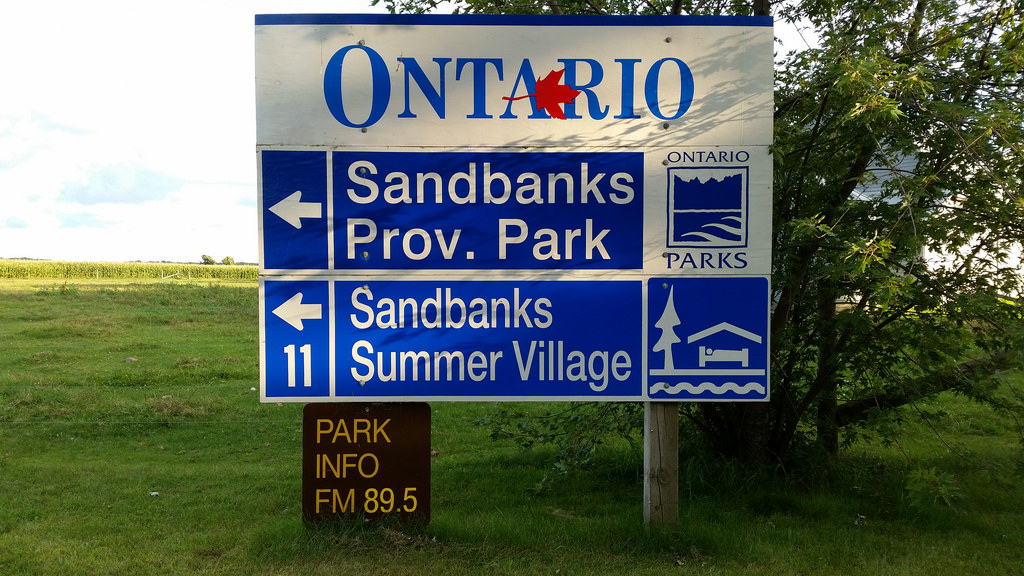 ONTARIO
Sandbanks
Prov. Park
ONTARIO
PARKS
11
Sandbanks
Summer Village
PARK
INFO
FM 89.5